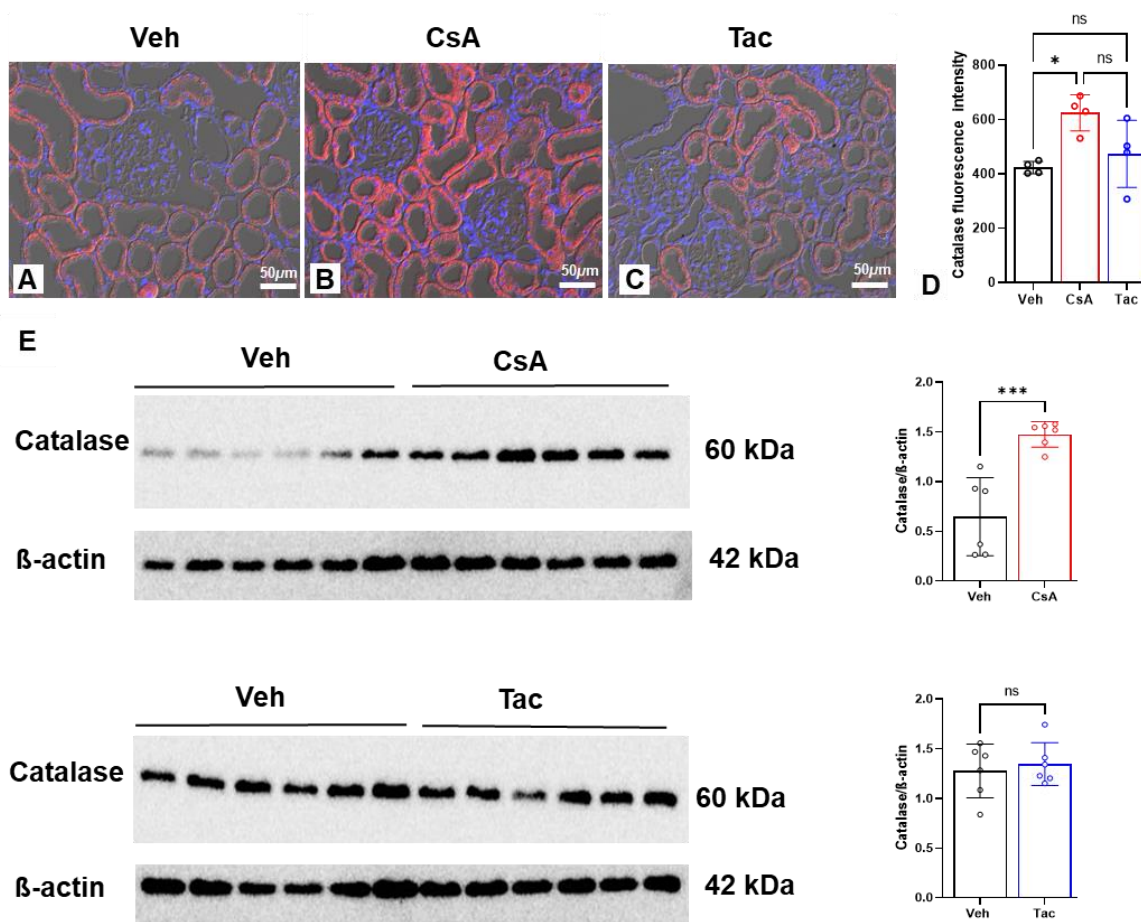 Veh CsA Tac
A 50µm B 50µm C 50µm
D
Catalase fluorescence intensity
ns
* ns
800
600
400
200
0
Veh CsA Tac
E
Veh CsA
Catalase 60 kDa
ß-actin 42 kDa
Catalase/ß-actin
***
2.0
1.5
1.0
0.5
0.0
Veh CsA
Veh Tac
Catalase 60 kDa
ß-actin 42 kDa
Catalase/ß-actin
ns
2.0
1.5
1.0
0.5
0.0
Veh Tac